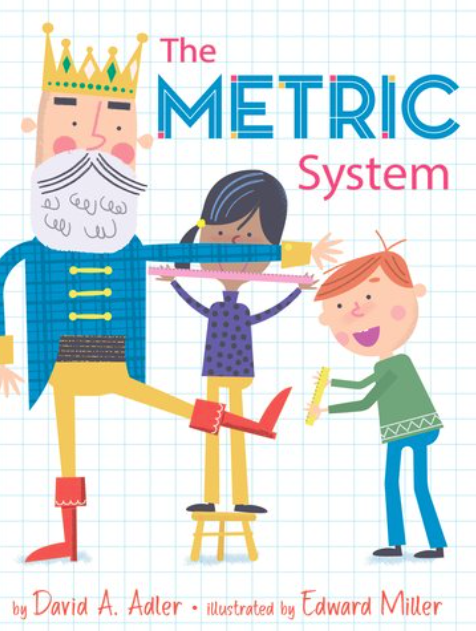 The
METRIC
System
by David A. Adler • illustrated by Edward Miller